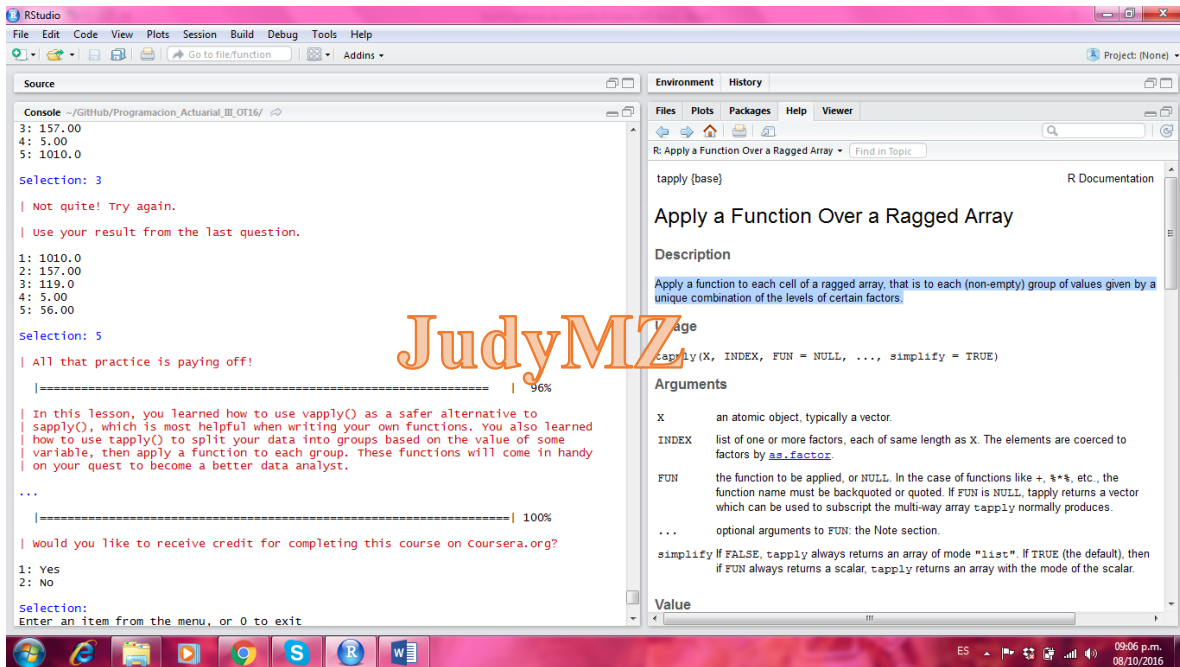 RStudio
File Edit Code View Plots Session Build Debug Tools Help
Go to file/function Addins Project: (None)
Source
Console ~/GitHub/Programacion_Actuarial_III_OT16/
3: 157.00
4: 5.00
5: 1010.0
Selection: 3
| Not quite! Try again.
| Use your result from the last question.
1: 1010.0
2: 157.00
3: 119.0
4: 5.00
5: 56.00
Selection: 5
| All that practice is paying off!
|=================================================================== | 96%
| In this lesson, you learned how to use vapply() as a safer alternative to
| sapply(), which is most helpful when writing your own functions. You also learned
| how to use tapply() to split your data into groups based on the value of some
| variable, then apply a function to each group. These functions will come in handy
| on your quest to become a better data analyst.
...
|======================================================================| 100%
| Would you like to receive credit for completing this course on Coursera.org?
1: Yes
2: No
Selection:
Enter an item from the menu, or 0 to exit
Environment History
Files Plots Packages Help Viewer
R: Apply a Function Over a Ragged Array Find in Topic
tapply {base} R Documentation
Apply a Function Over a Ragged Array
Description
Apply a function to each cell of a ragged array, that is to each (non-empty) group of values given by a
unique combination of the levels of certain factors.
Usage
tapply(X, INDEX, FUN = NULL, ..., simplify = TRUE)
Arguments
X an atomic object, typically a vector.
INDEX list of one or more factors, each of same length as X. The elements are coerced to
factors by as.factor.
FUN the function to be applied, or NULL. In the case of functions like +, %*%, etc., the
function name must be backquoted or quoted. If FUN is NULL, tapply returns a vector
which can be used to subscript the multi-way array tapply normally produces.
... optional arguments to FUN: the Note section.
simplify If FALSE, tapply always returns an array of mode "list". If TRUE (the default), then
if FUN always returns a scalar, tapply returns an array with the mode of the scalar.
Value
JudyMZ
ES 09:06 p.m.
08/10/2016